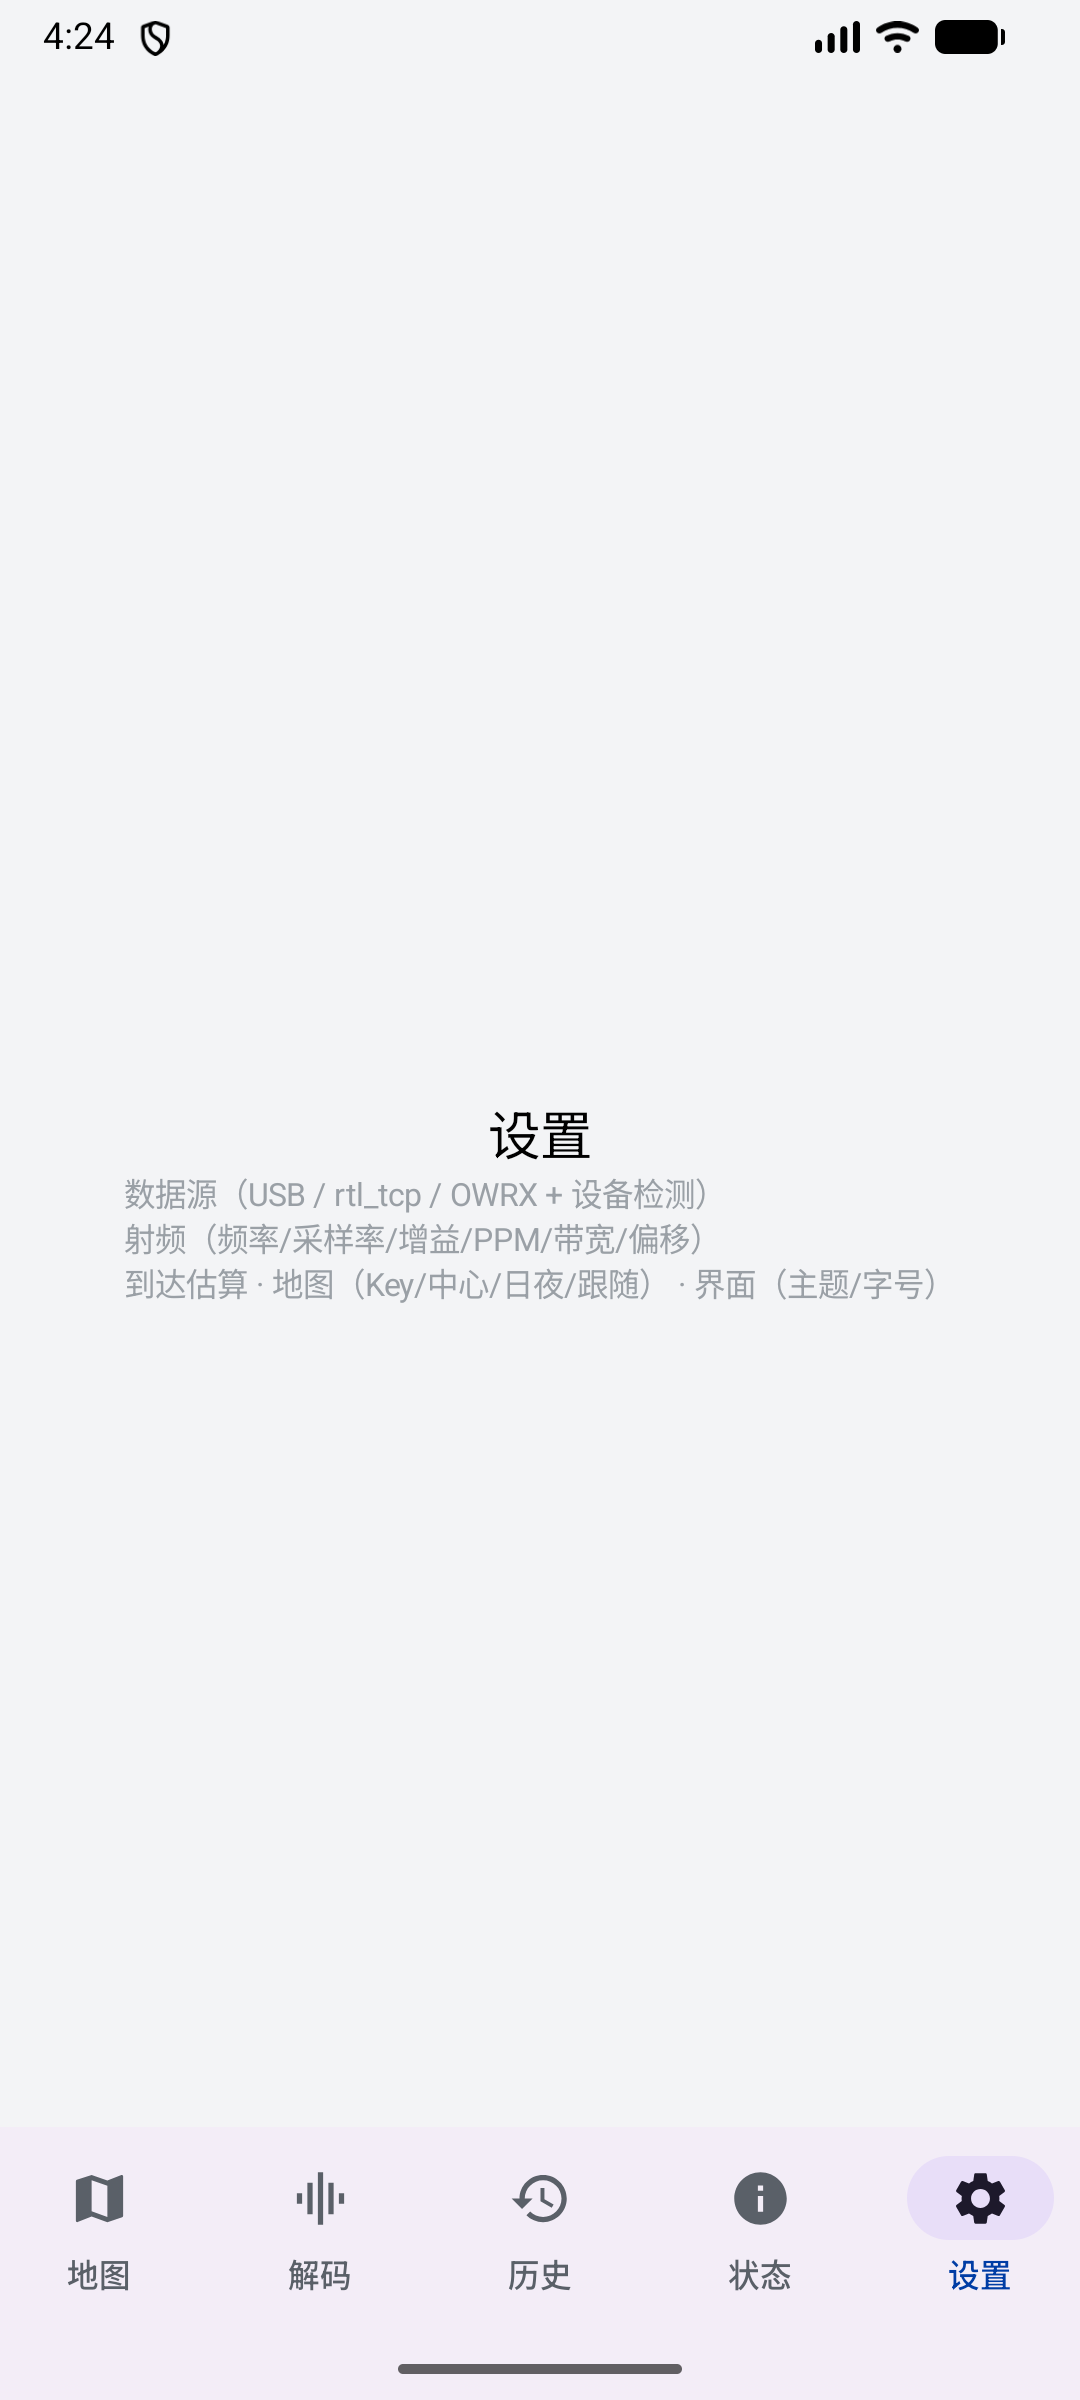 4:24
设置
数据源（USB / rtl_tcp / OWRX + 设备检测）
射频（频率/采样率/增益/PPM/带宽/偏移）
到达估算 · 地图（Key/中心/日夜/跟随） · 界面（主题/字号）
地图
解码
历史
状态
设置